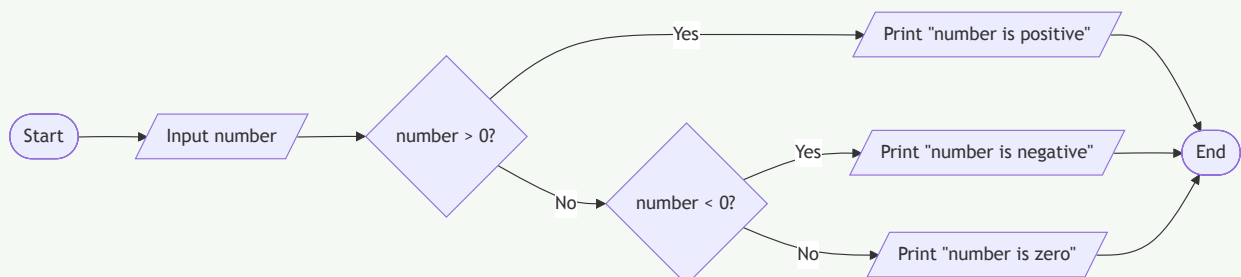 Start
Input number
number > 0?
Yes
Print "number is positive"
No
number < 0?
Yes
Print "number is negative"
No
Print "number is zero"
End